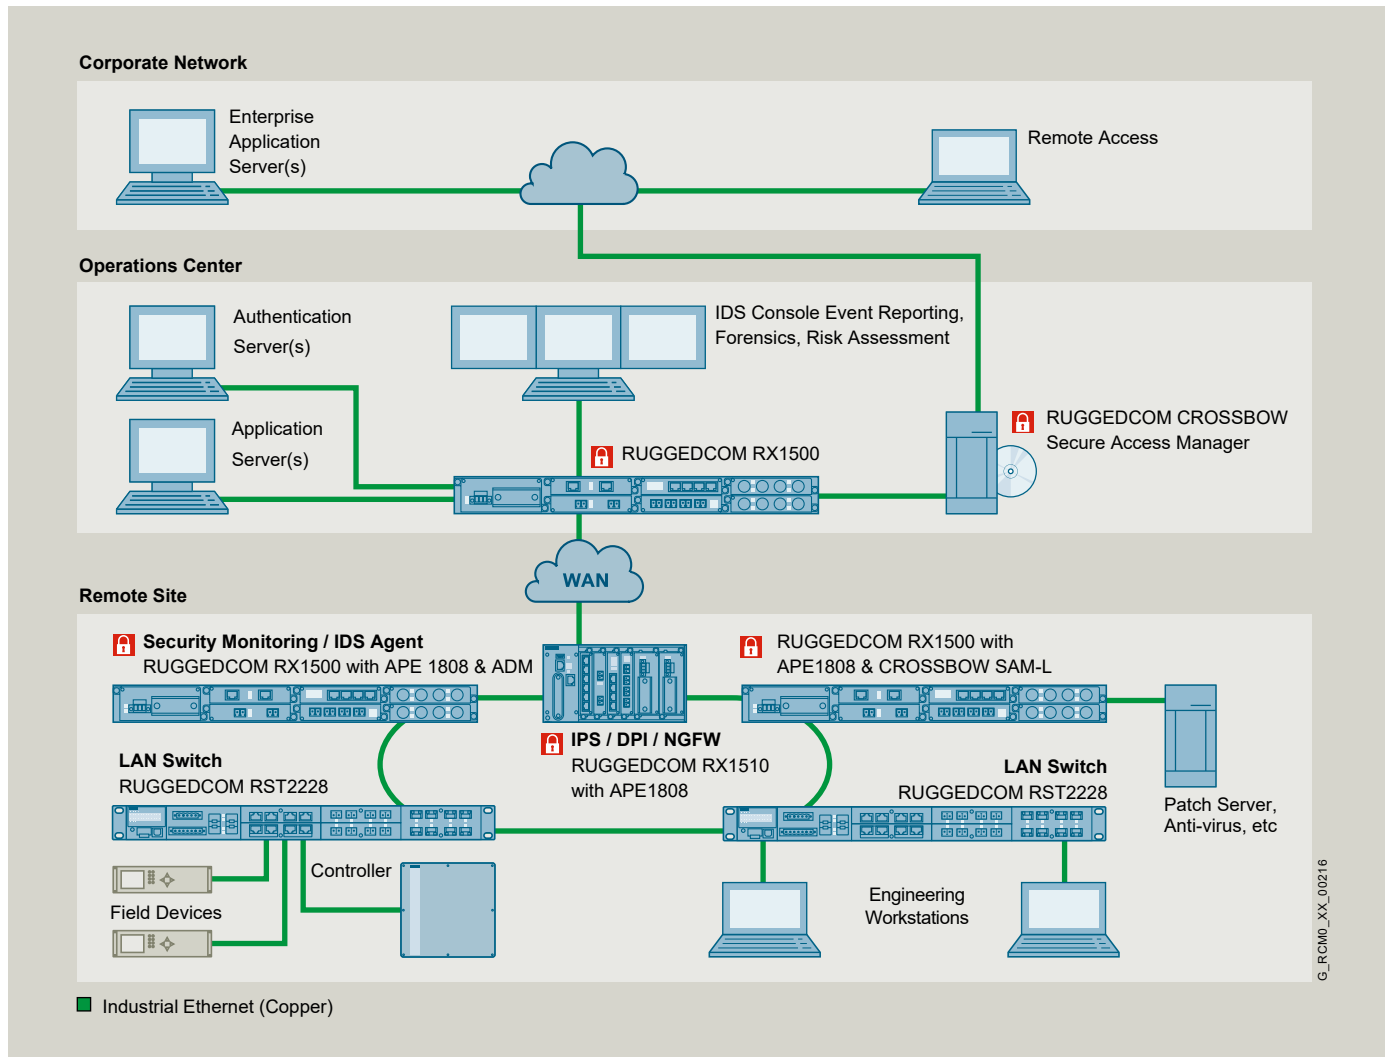 Corporate Network
Enterprise
Application
Server(s)
Remote Access
Operations Center
Authentication
Server(s)
IDS Console Event Reporting,
Forensics, Risk Assessment
Application
Server(s)
RUGGEDCOM RX1500
RUGGEDCOM CROSSBOW
Secure Access Manager
WAN
Remote Site
Security Monitoring / IDS Agent
RUGGEDCOM RX1500 with APE 1808 & ADM
RUGGEDCOM RX1500 with
APE1808 & CROSSBOW SAM-L
IPS / DPI / NGFW
RUGGEDCOM RX1510
with APE1808
LAN Switch
RUGGEDCOM RST2228
LAN Switch
RUGGEDCOM RST2228
Patch Server,
Anti-virus, etc
Controller
Field Devices
Engineering
Workstations
G_RCM0_XX_00216
Industrial Ethernet (Copper)